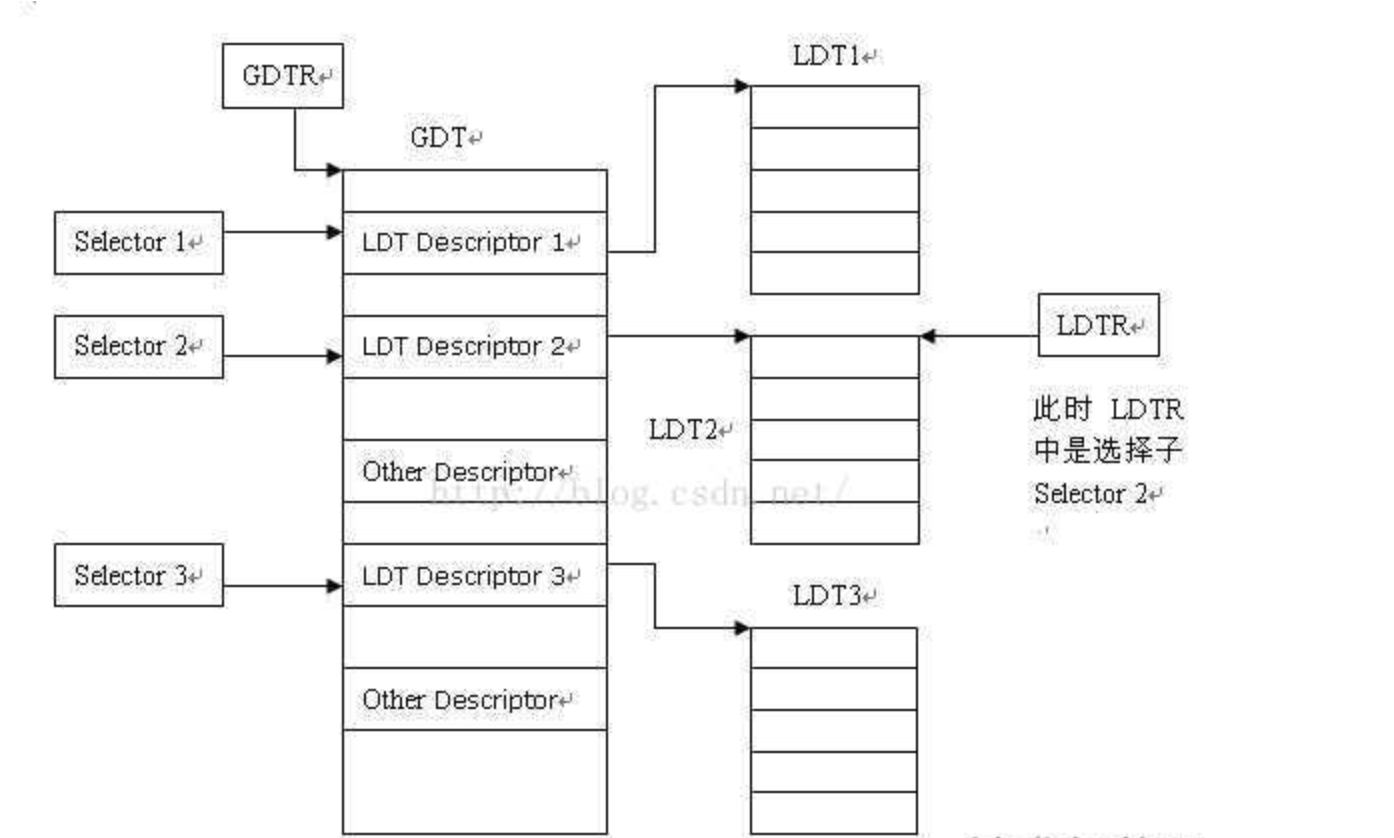 LDT1
GDTR
GDT
Selector 1
LDT Descriptor 1
Selector 2
LDT Descriptor 2
LDTR
LDT2
此时 LDTR
中是选择子
Selector 2
Other Descriptor
http://blog.csdn.net/
Selector 3
LDT Descriptor 3
LDT3
Other Descriptor